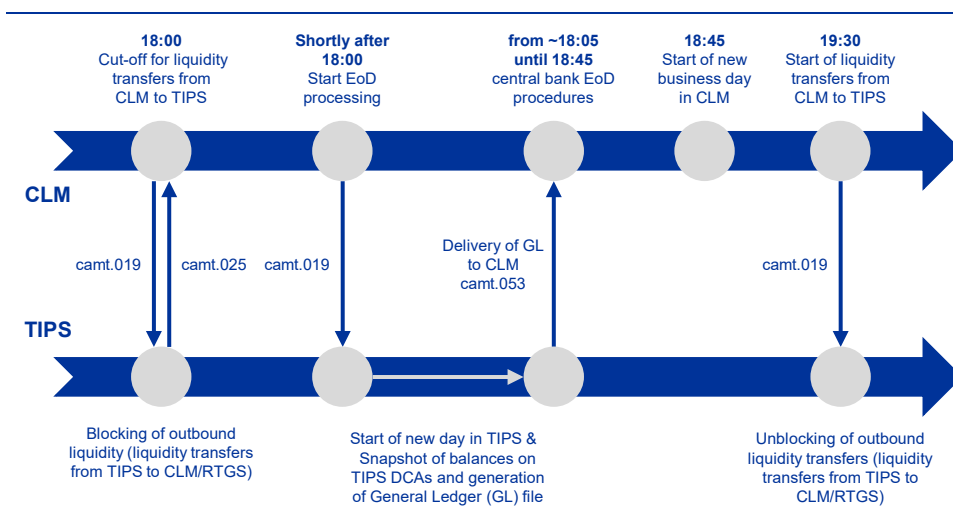 18:00
Cut-off for liquidity
transfers from
CLM to TIPS
Shortly after
18:00
Start EoD
processing
from ~18:05
until 18:45
central bank EoD
procedures
18:45
Start of new
business day
in CLM
19:30
Start of liquidity
transfers from
CLM to TIPS
CLM
camt.019
camt.025
camt.019
Delivery of GL
to CLM
camt.053
camt.019
TIPS
Blocking of outbound
liquidity (liquidity transfers
from TIPS to CLM/RTGS)
Start of new day in TIPS &
Snapshot of balances on
TIPS DCAs and generation
of General Ledger (GL) file
Unblocking of outbound
liquidity transfers (liquidity
transfers from TIPS to
CLM/RTGS)